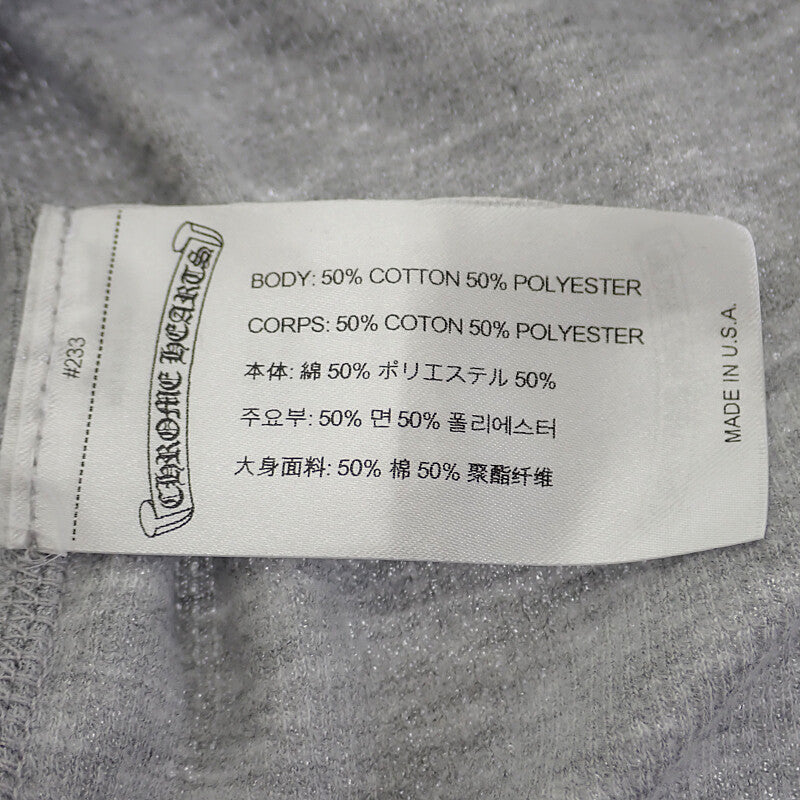 #233
CHROME HEARTS
BODY: 50% COTTON 50% POLYESTER
CORPS: 50% COTON 50% POLYESTER
本体: 綿 50% ポリエステル 50%
주요부: 50% 면 50% 폴리에스터
大身面料: 50% 棉 50% 聚酯纤维
MADE IN U.S.A.